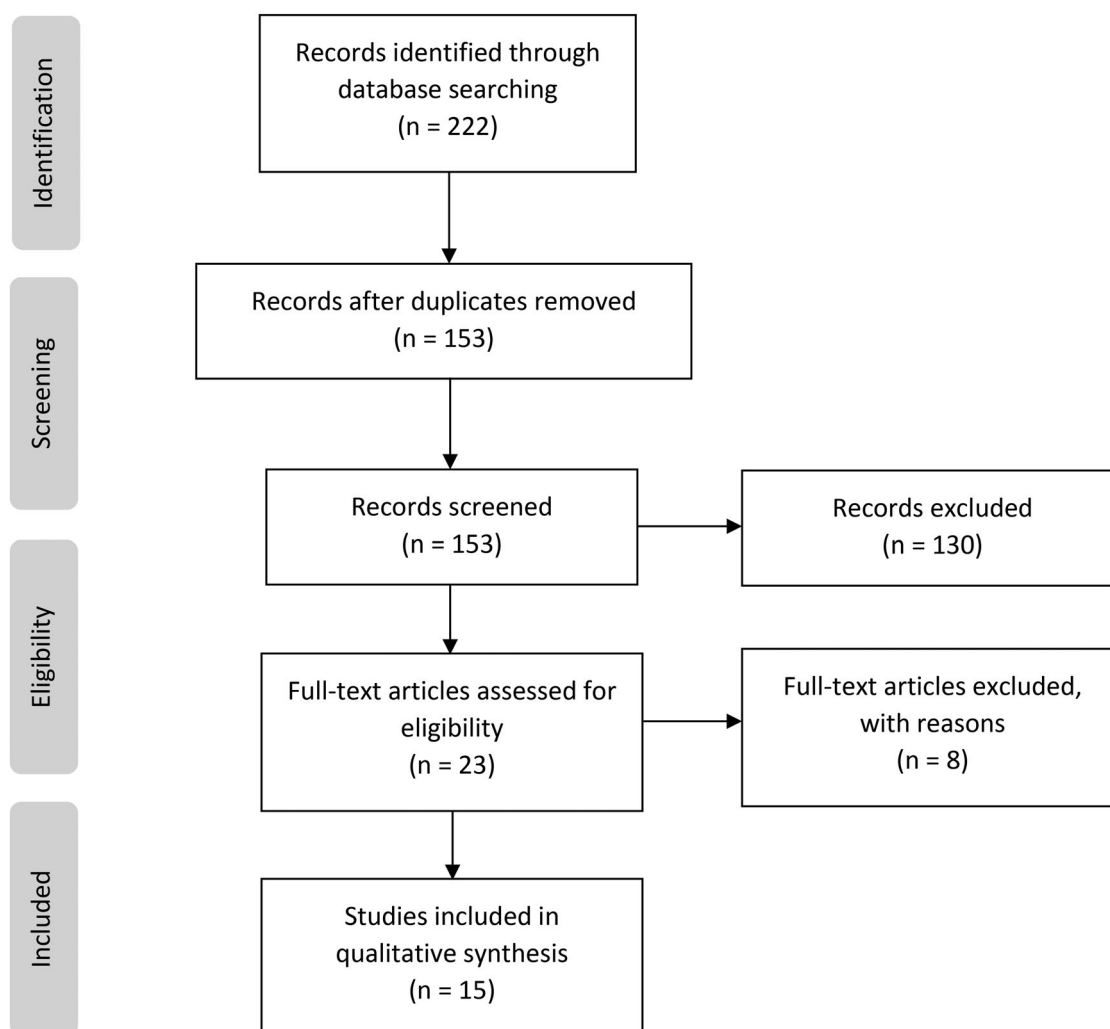 Identification
Records identified through
database searching
(n = 222)
Screening
Records after duplicates removed
(n = 153)
Records screened
(n = 153)
Records excluded
(n = 130)
Eligibility
Full-text articles assessed for
eligibility
(n = 23)
Full-text articles excluded,
with reasons
(n = 8)
Included
Studies included in
qualitative synthesis
(n = 15)